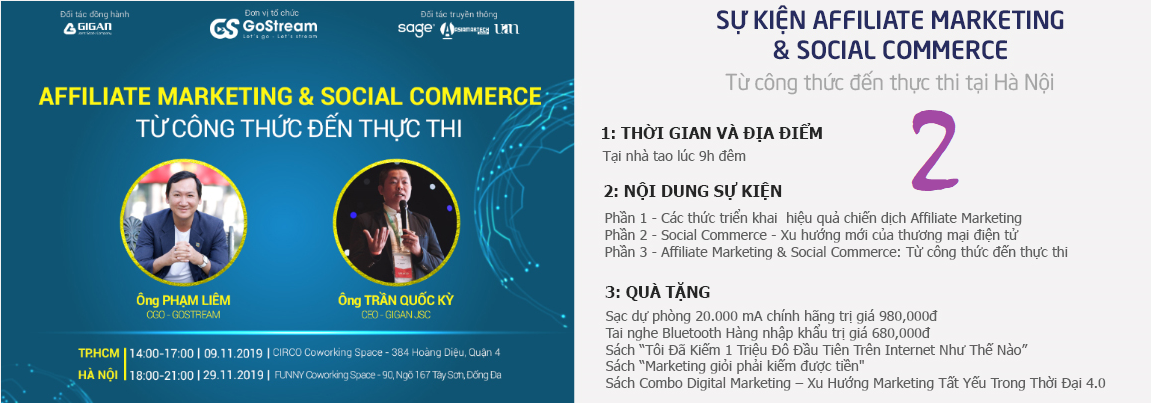 Đối tác đồng hành
GIGAN
Đơn vị tổ chức
GoStream
Let's go - Let's stream
Đối tác truyền thông
sage
AFFILIATE MARKETING & SOCIAL COMMERCE
TỪ CÔNG THỨC ĐẾN THỰC THI
Ông PHẠM LIÊM
CGO - GOSTREAM
Ông TRẦN QUỐC KỲ
CEO - GIGAN JSC
TP.HCM 14:00-17:00 | 09.11.2019 | CIRCO Coworking Space - 384 Hoàng Diệu, Quận 4
HÀ NỘI 18:00-21:00 | 29.11.2019 | FUNNY Coworking Space - 90, Ngõ 167 Tây Sơn, Đống Đa
SỰ KIỆN AFFILIATE MARKETING
& SOCIAL COMMERCE
Từ công thức đến thực thi tại Hà Nội
2
1: THỜI GIAN VÀ ĐỊA ĐIỂM
Tại nhà tao lúc 9h đêm
2: NỘI DUNG SỰ KIỆN
Phần 1 - Các thức triển khai hiệu quả chiến dịch Affiliate Marketing
Phần 2 - Social Commerce - Xu hướng mới của thương mại điện tử
Phần 3 - Affiliate Marketing & Social Commerce: Từ công thức đến thực thi
3: QUÀ TẶNG
Sạc dự phòng 20.000 mA chính hãng trị giá 980,000đ
Tai nghe Bluetooth Hàng nhập khẩu trị giá 680,000đ
Sách “Tôi Đã Kiếm 1 Triệu Đô Đầu Tiên Trên Internet Như Thế Nào”
Sách “Marketing giỏi phải kiếm được tiền"
Sách Combo Digital Marketing – Xu Hướng Marketing Tất Yếu Trong Thời Đại 4.0